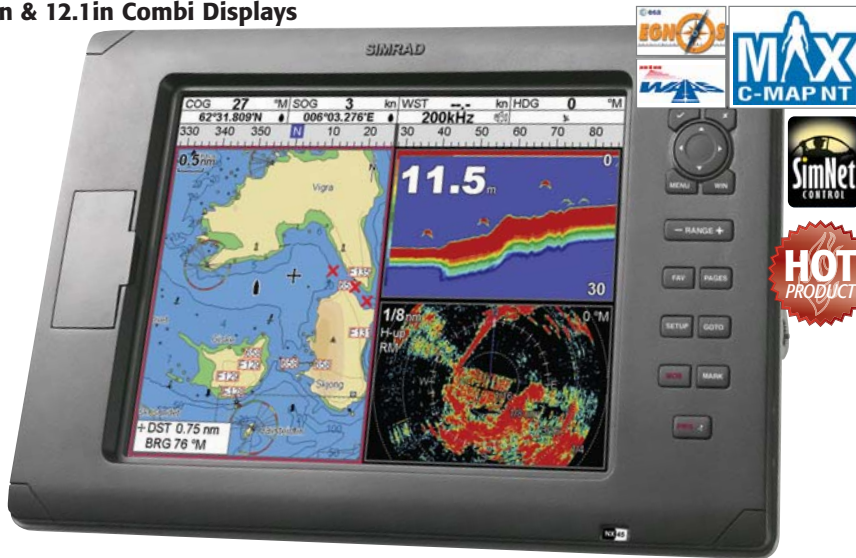 n & 12.1in Combi Displays
SIMRAD
esa
EGNOS
MAX
C-MAP NT
SimNet
CONTROL
HOT
PRODUCT
COG 27 °M SOG 3 kn WST --.- kn HDG 0 °M
62°31.809'N 006°03.276'E 200kHz
330 340 350 N 10 20 30 40 50 60 70 80
0.5nm
Vigra
N
11.5m
0
30
1/8nm
H-up
RM
0 °M
Skjong
+DST 0.75 nm
BRG 76 °M
MENU WIN
− RANGE +
FAV PAGES
SETUP GOTO
MOB MARK
PWR
NX45